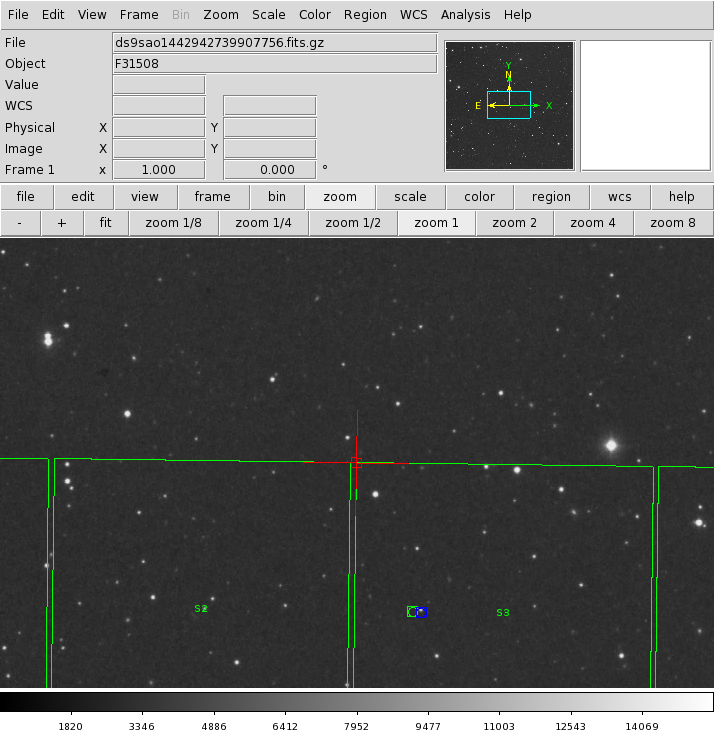 File Edit View Frame Bin Zoom Scale Color Region WCS Analysis Help
File ds9sao1442942739907756.fits.gz
Object F31508
Value
WCS
Physical X Y
Image X Y
Frame 1 x 1.000 0.000 °
Y
N
E X
file edit view frame bin zoom scale color region wcs help
- + fit zoom 1/8 zoom 1/4 zoom 1/2 zoom 1 zoom 2 zoom 4 zoom 8
S2 S3
1820 3346 4886 6412 7952 9477 11003 12543 14069